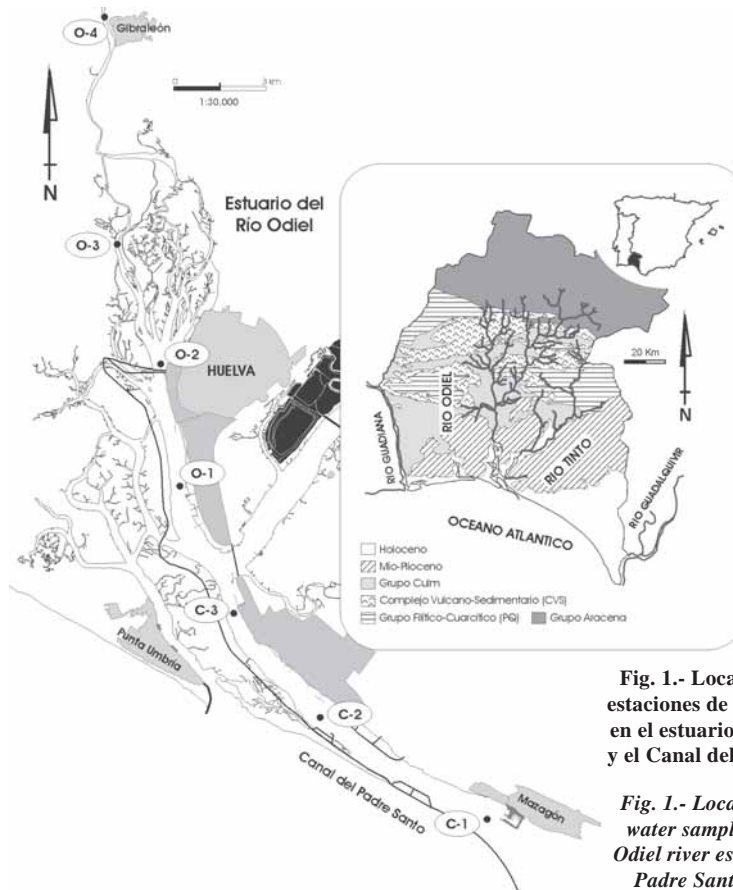 O-4
Gibraleón
0
3 km
1:30.000
N
Estuario del
Río Odiel
O-3
O-2
HUELVA
O-1
C-3
Punta Umbría
C-2
Canal del Padre Santo
C-1
Mazagón
20 Km
N
RIO GUADIANA
RIO ODIEL
RIO TINTO
RIO GUADALQUIVIR
OCEANO ATLANTICO
Holoceno
Mio-Plioceno
Grupo Culm
Complejo Vulcano-Sedimentario (CVS)
Grupo Filítico-Cuarcítico (PQ)
Grupo Aracena
Fig. 1.- Loca
estaciones de
en el estuario
y el Canal del
Fig. 1.- Loca
water sampl
Odiel river es
Padre Sant